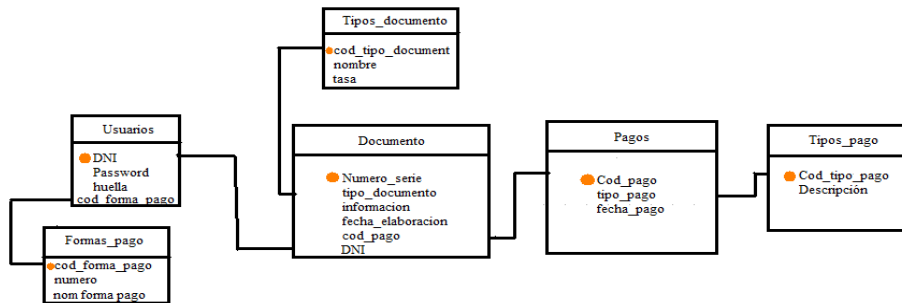 Tipos_documento
cod_tipo_document
nombre
tasa
Usuarios
DNI
Password
huella
cod_forma_pago
Formas_pago
cod_forma_pago
numero
nom forma pago
Documento
Numero_serie
tipo_documento
informacion
fecha_elaboracion
cod_pago
DNI
Pagos
Cod_pago
tipo_pago
fecha_pago
Tipos_pago
Cod_tipo_pago
Descripción